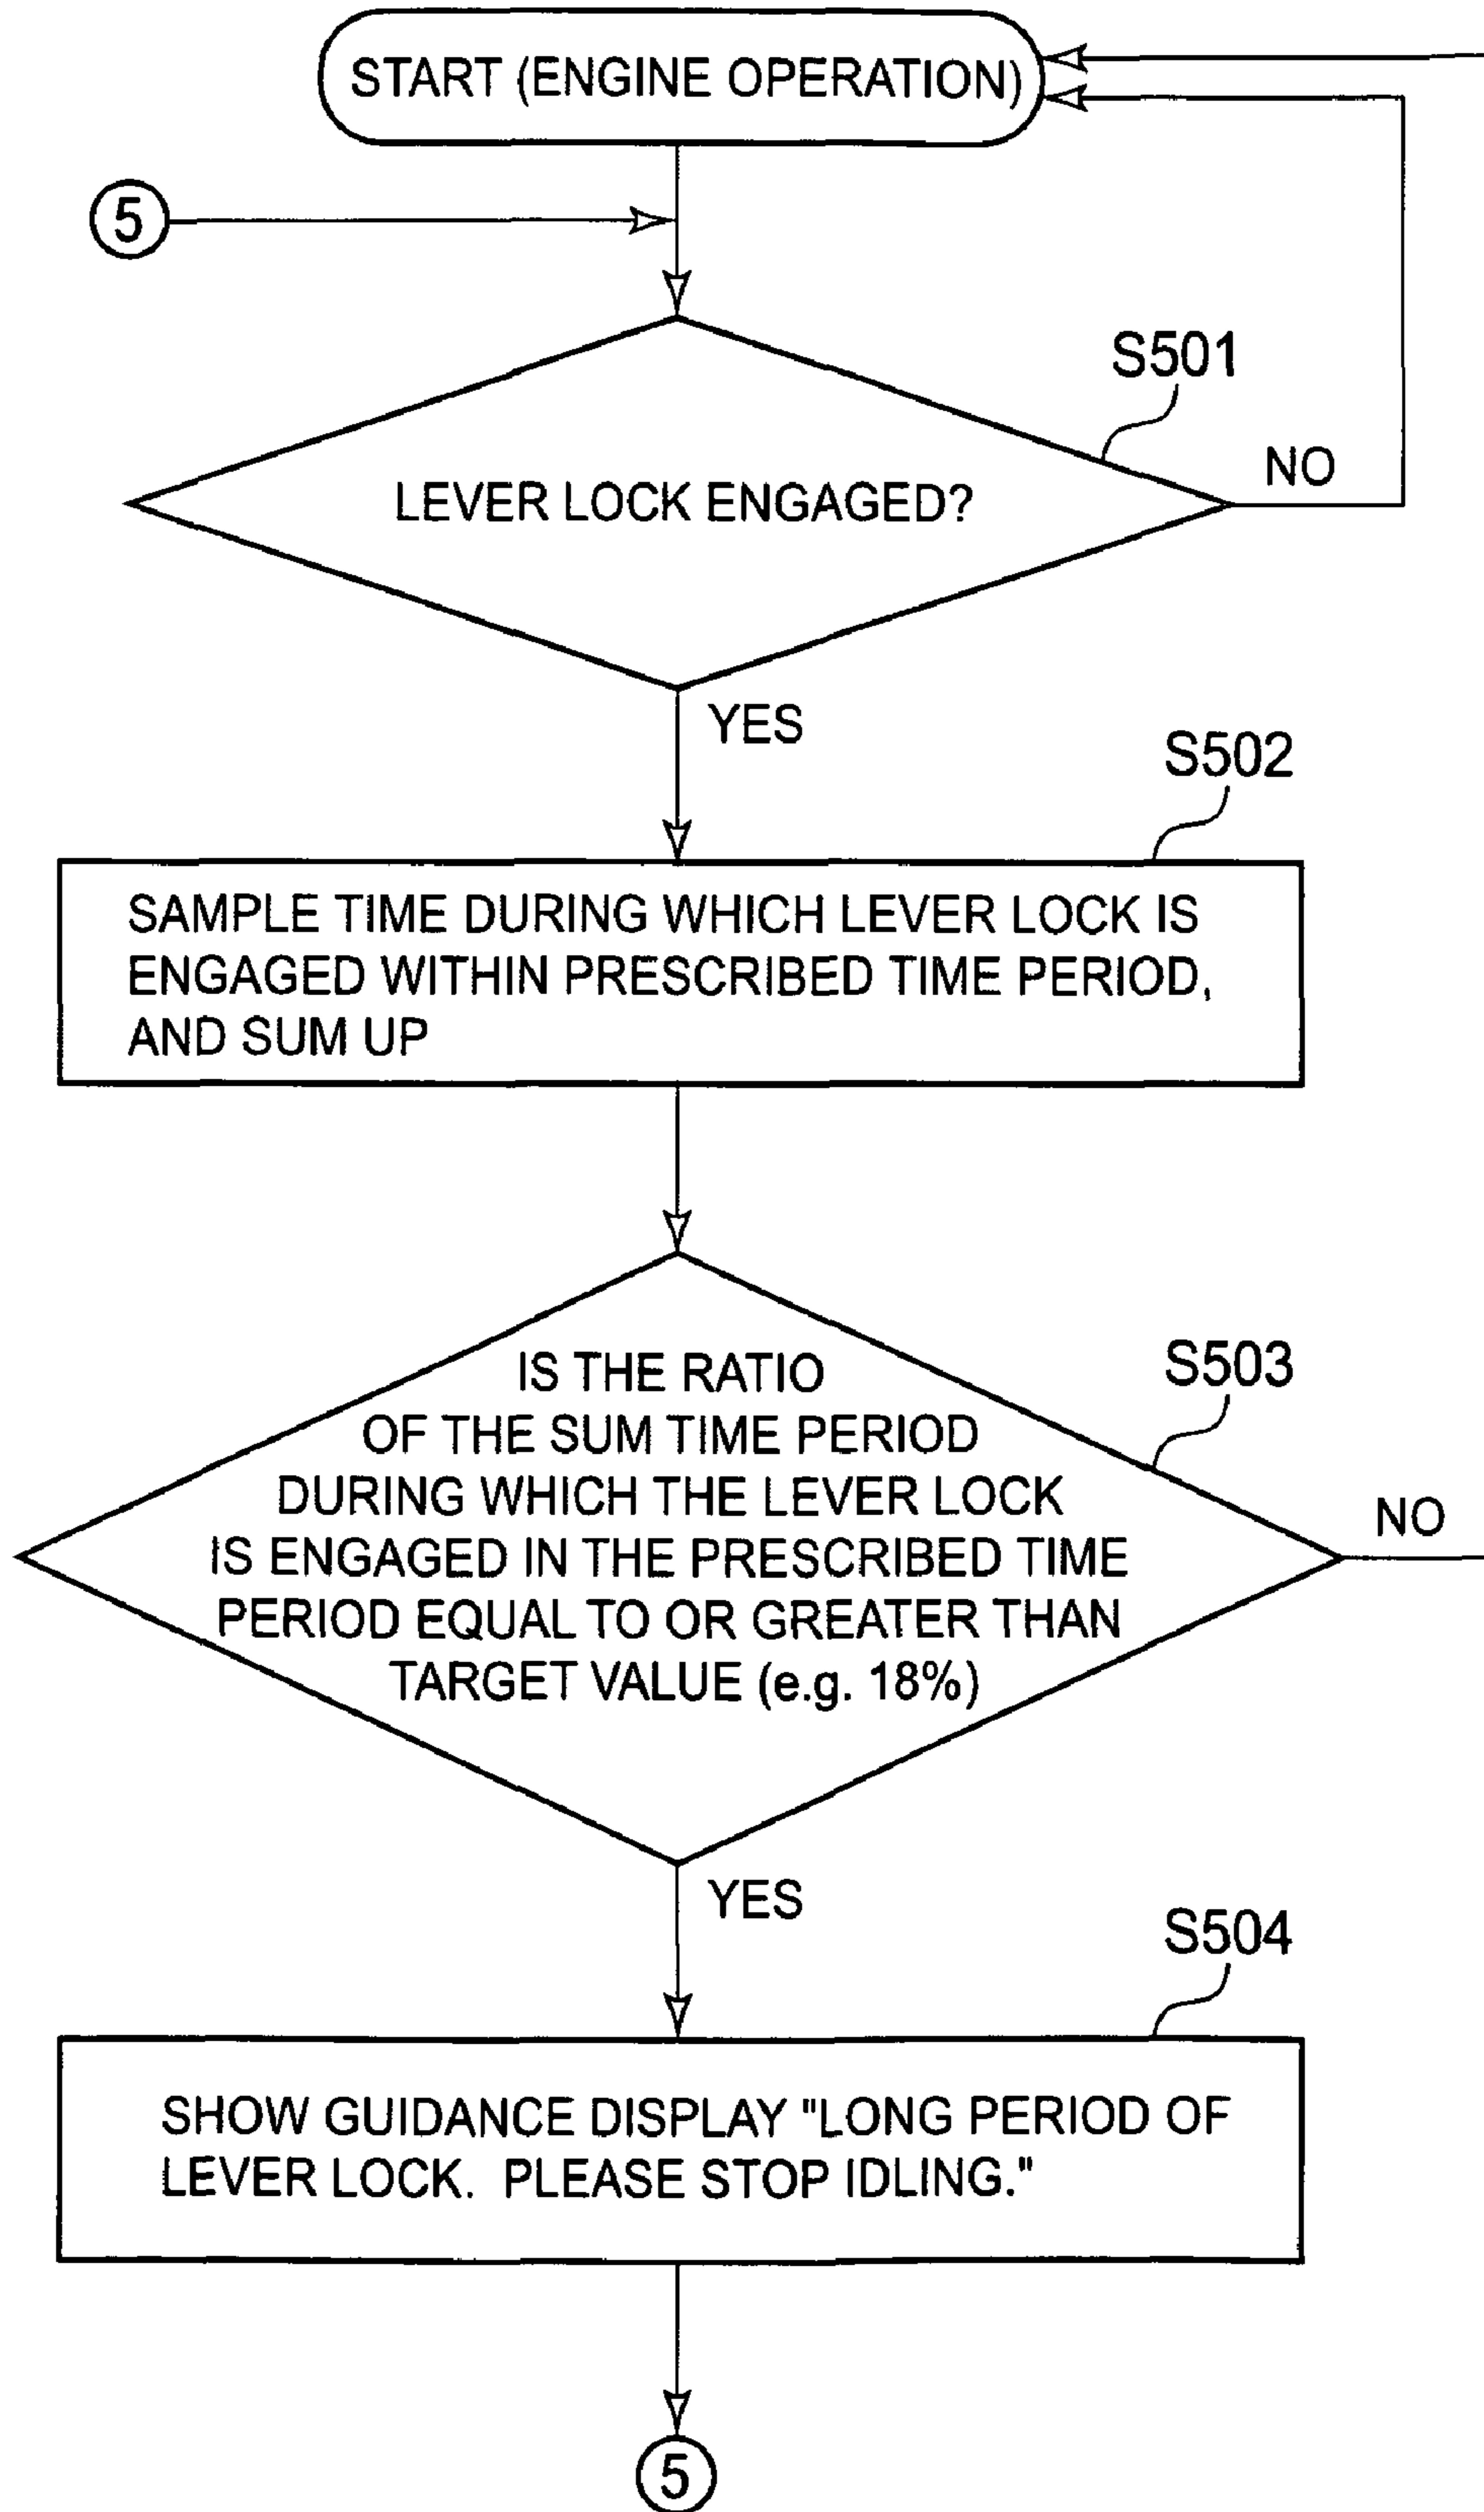 START (ENGINE OPERATION)
5
S501
LEVER LOCK ENGAGED?
NO
YES
S502
SAMPLE TIME DURING WHICH LEVER LOCK IS
ENGAGED WITHIN PRESCRIBED TIME PERIOD,
AND SUM UP
S503
IS THE RATIO
OF THE SUM TIME PERIOD
DURING WHICH THE LEVER LOCK
IS ENGAGED IN THE PRESCRIBED TIME
PERIOD EQUAL TO OR GREATER THAN
TARGET VALUE (e.g. 18%)
NO
YES
S504
SHOW GUIDANCE DISPLAY "LONG PERIOD OF
LEVER LOCK. PLEASE STOP IDLING."
5